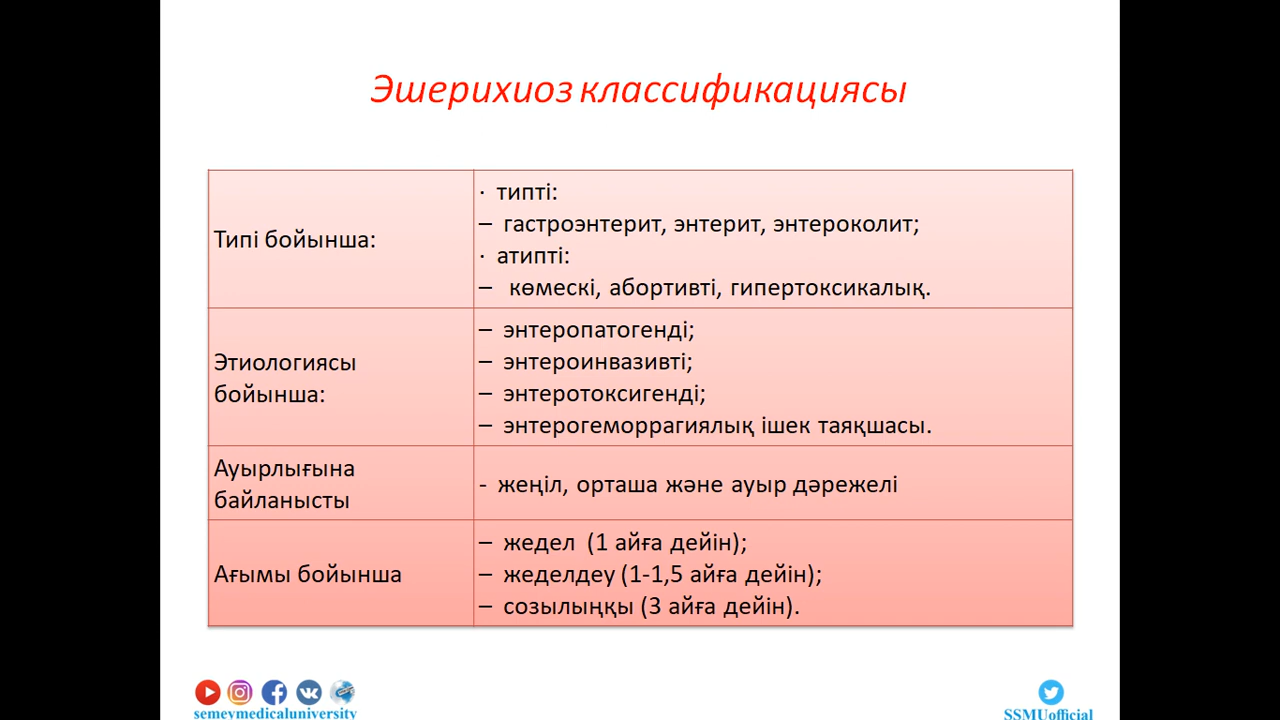 Эшерихиоз классификациясы
Типі бойынша:
· типті:
– гастроэнтерит, энтерит, энтероколит;
· атипті:
– көмескі, абортивті, гипертоксикалық.
Этиологиясы
бойынша:
– энтеропатогенді;
– энтероинвазивті;
– энтеротоксигенді;
– энтерогеморрагиялық ішек таяқшасы.
Ауырлығына
байланысты
- жеңіл, орташа және ауыр дәрежелі
Ағымы бойынша
– жедел (1 айға дейін);
– жеделдеу (1-1,5 айға дейін);
– созылыңқы (3 айға дейін).
semeymedicaluniversity
SSMUofficial